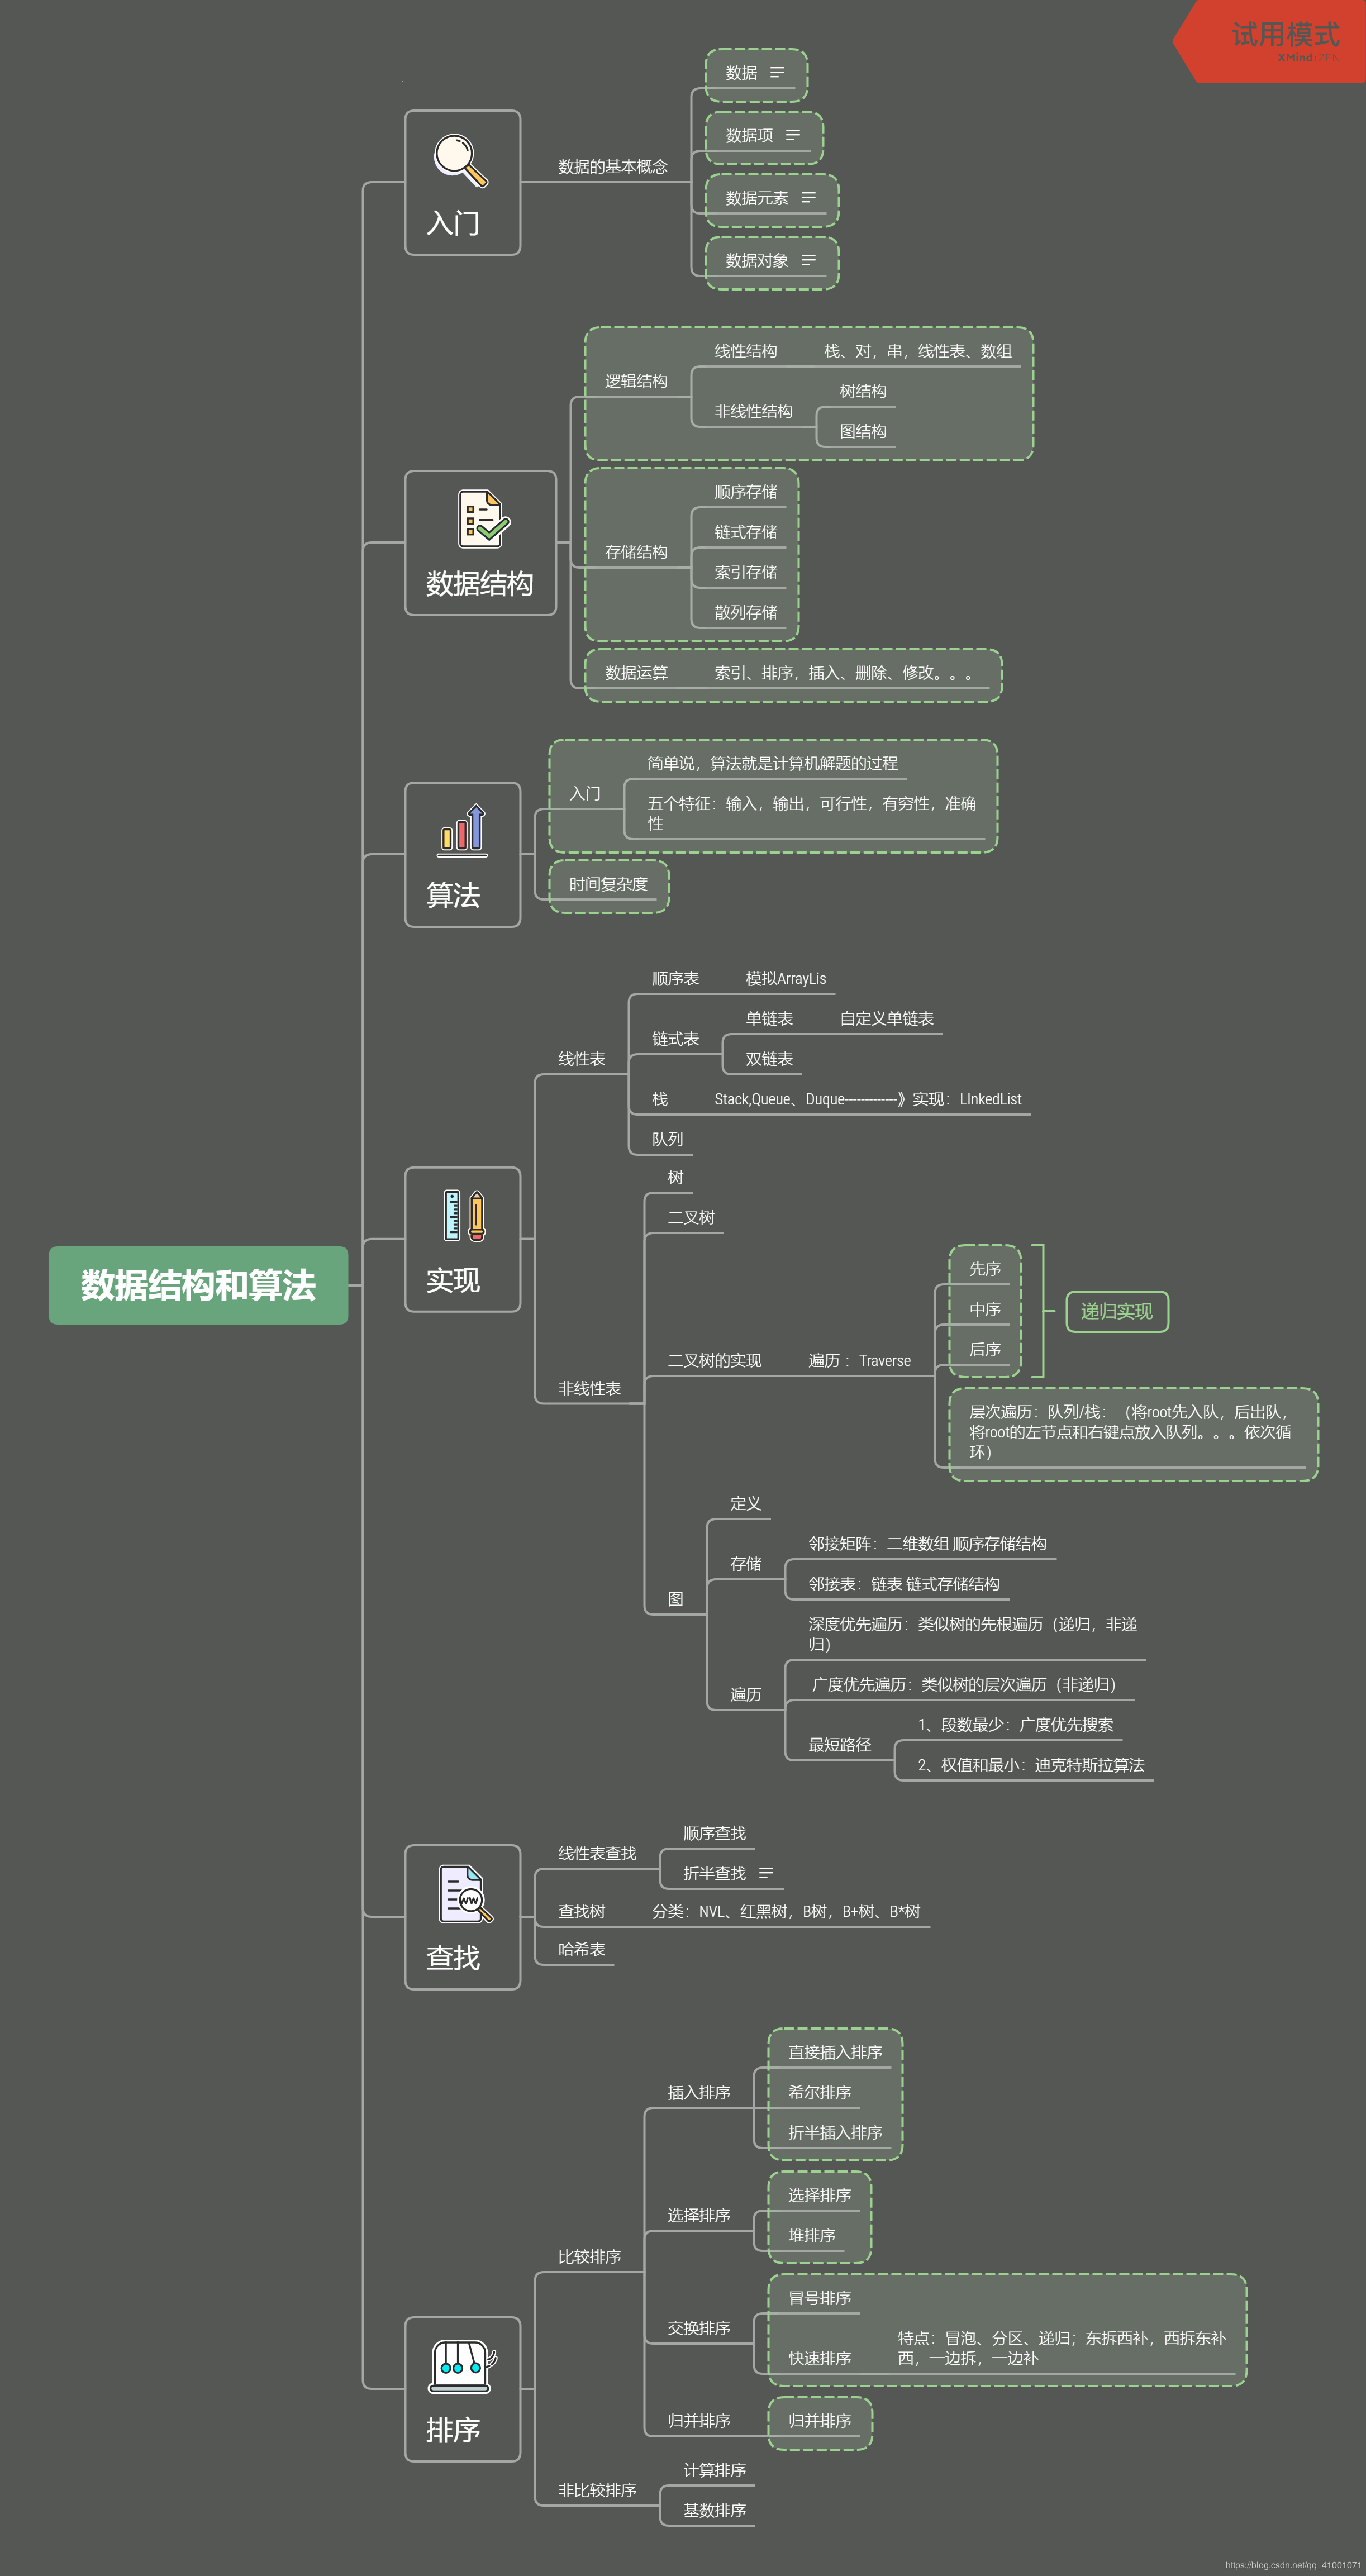 试用模式
XMind:ZEN
数据结构和算法
入门
数据的基本概念
数据
数据项
数据元素
数据对象
数据结构
逻辑结构
线性结构
栈、对，串，线性表、数组
非线性结构
树结构
图结构
存储结构
顺序存储
链式存储
索引存储
散列存储
数据运算
索引、排序，插入、删除、修改。。。
算法
入门
简单说，算法就是计算机解题的过程
五个特征：输入，输出，可行性，有穷性，准确
性
时间复杂度
实现
线性表
顺序表
模拟ArrayLis
链式表
单链表
自定义单链表
双链表
栈
Stack,Queue、Duque-------------》实现：LInkedList
队列
非线性表
树
二叉树
二叉树的实现
遍历 ：Traverse
先序
中序
后序
递归实现
层次遍历：队列/栈：（将root先入队，后出队，
将root的左节点和右键点放入队列。。。依次循
环）
图
定义
存储
邻接矩阵：二维数组 顺序存储结构
邻接表：链表 链式存储结构
遍历
深度优先遍历：类似树的先根遍历（递归，非递
归）
广度优先遍历：类似树的层次遍历（非递归）
最短路径
1、段数最少：广度优先搜索
2、权值和最小：迪克特斯拉算法
查找
线性表查找
顺序查找
折半查找
查找树
分类：NVL、红黑树，B树，B+树、B*树
哈希表
排序
比较排序
插入排序
直接插入排序
希尔排序
折半插入排序
选择排序
选择排序
堆排序
交换排序
冒号排序
快速排序
特点：冒泡、分区、递归；东拆西补，西拆东补
西，一边拆，一边补
归并排序
归并排序
非比较排序
计算排序
基数排序
https://blog.csdn.net/qq_41001071